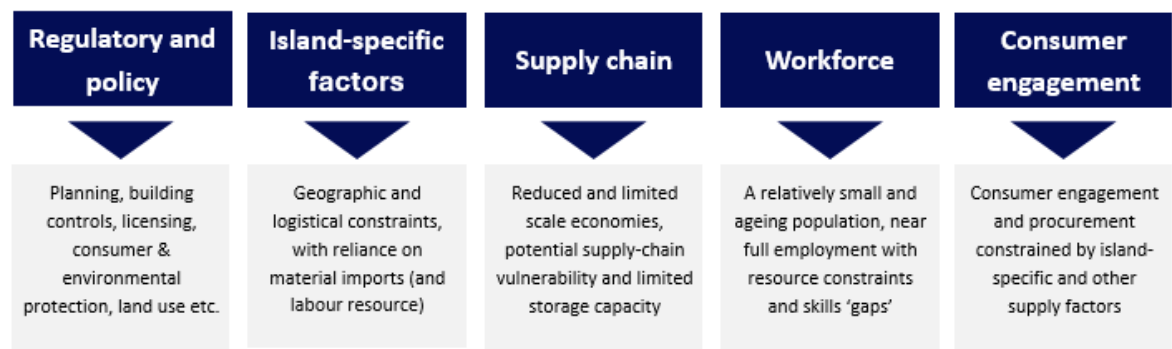 Regulatory and
policy
Planning, building
controls, licensing,
consumer &
environmental
protection, land use etc.
Island-specific
factors
Geographic and
logistical constraints,
with reliance on
material imports (and
labour resource)
Supply chain
Reduced and limited
scale economies,
potential supply-chain
vulnerability and limited
storage capacity
Workforce
A relatively small and
ageing population, near
full employment with
resource constraints
and skills ‘gaps’
Consumer
engagement
Consumer engagement
and procurement
constrained by island-
specific and other
supply factors